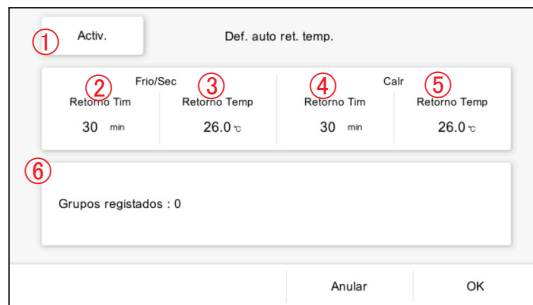 ① Activ. Def. auto ret. temp.
Frio/Sec Calr
② ③ ④ ⑤
Retorno Tim Retorno Temp Retorno Tim Retorno Temp
30 min 26.0 ℃ 30 min 26.0 ℃
⑥
Grupos registados : 0
Anular OK